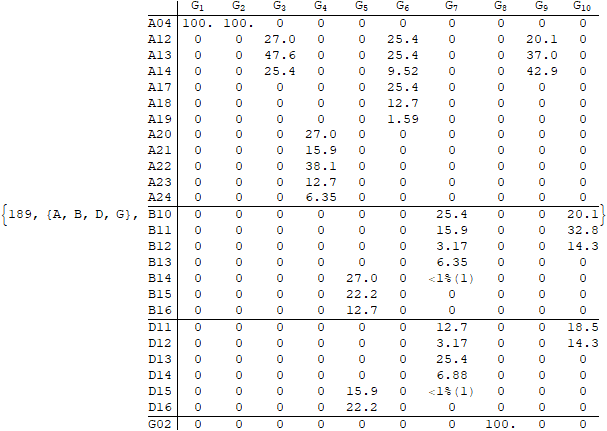 G₁ G₂ G₃ G₄ G₅ G₆ G₇ G₈ G₉ G₁₀
A04 100. 100. 0 0 0 0 0 0 0 0
A12 0 0 27.0 0 0 25.4 0 0 20.1 0
A13 0 0 47.6 0 0 25.4 0 0 37.0 0
A14 0 0 25.4 0 0 9.52 0 0 42.9 0
A17 0 0 0 0 0 25.4 0 0 0 0
A18 0 0 0 0 0 12.7 0 0 0 0
A19 0 0 0 0 0 1.59 0 0 0 0
A20 0 0 0 27.0 0 0 0 0 0 0
A21 0 0 0 15.9 0 0 0 0 0 0
A22 0 0 0 38.1 0 0 0 0 0 0
A23 0 0 0 12.7 0 0 0 0 0 0
A24 0 0 0 6.35 0 0 0 0 0 0
{189, {A, B, D, G}, B10 0 0 0 0 0 0 25.4 0 0 20.1}
B11 0 0 0 0 0 0 15.9 0 0 32.8
B12 0 0 0 0 0 0 3.17 0 0 14.3
B13 0 0 0 0 0 0 6.35 0 0 0
B14 0 0 0 0 27.0 0 <1%(1) 0 0 0
B15 0 0 0 0 22.2 0 0 0 0 0
B16 0 0 0 0 12.7 0 0 0 0 0
D11 0 0 0 0 0 0 12.7 0 0 18.5
D12 0 0 0 0 0 0 3.17 0 0 14.3
D13 0 0 0 0 0 0 25.4 0 0 0
D14 0 0 0 0 0 0 6.88 0 0 0
D15 0 0 0 0 15.9 0 <1%(1) 0 0 0
D16 0 0 0 0 22.2 0 0 0 0 0
G02 0 0 0 0 0 0 0 100. 0 0